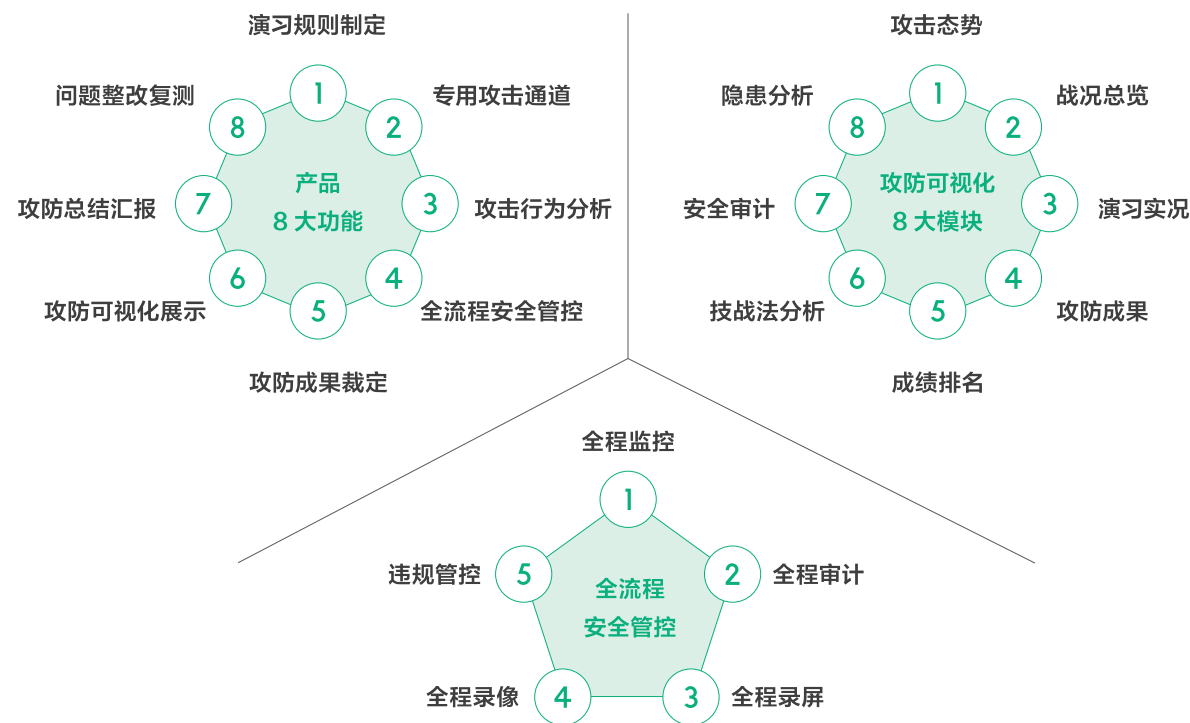 演习规则制定
1
专用攻击通道
2
攻击行为分析
3
全流程安全管控
4
攻防成果裁定
5
攻防可视化展示
6
攻防总结汇报
7
问题整改复测
8
产品
8 大功能
攻击态势
1
战况总览
2
演习实况
3
攻防成果
4
成绩排名
5
技战法分析
6
安全审计
7
隐患分析
8
攻防可视化
8 大模块
全程监控
1
全程审计
2
全程录屏
3
全程录像
4
违规管控
5
全流程
安全管控